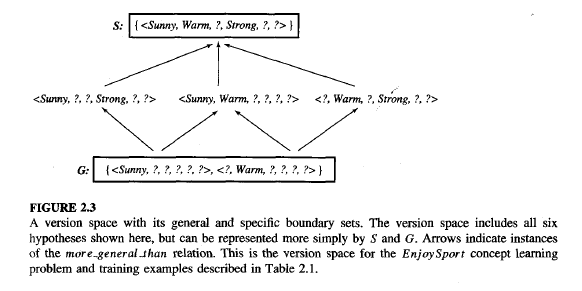 S: {<Sunny, Warm, ?, Strong, ?, ?>}
<Sunny, ?, ?, Strong, ?, ?> <Sunny, Warm, ?, ?, ?, ?> <?, Warm, ?, Strong, ?, ?>
G: {<Sunny, ?, ?, ?, ?, ?>, <?, Warm, ?, ?, ?, ?>}
FIGURE 2.3
A version space with its general and specific boundary sets. The version space includes all six
hypotheses shown here, but can be represented more simply by S and G. Arrows indicate instances
of the more_general_than relation. This is the version space for the EnjoySport concept learning
problem and training examples described in Table 2.1.